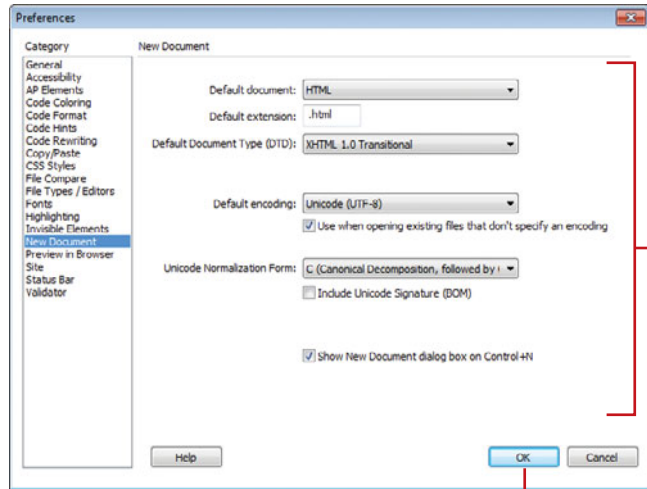 Preferences
Category
General
Accessibility
AP Elements
Code Coloring
Code Format
Code Hints
Code Rewriting
Copy/Paste
CSS Styles
File Compare
File Types / Editors
Fonts
Highlighting
Invisible Elements
New Document
Preview in Browser
Site
Status Bar
Validator
New Document
Default document: HTML
Default extension: .html
Default Document Type (DTD): XHTML 1.0 Transitional
Default encoding: Unicode (UTF-8)
Use when opening existing files that don't specify an encoding
Unicode Normalization Form: C (Canonical Decomposition, followed by
Include Unicode Signature (BOM)
Show New Document dialog box on Control+N
Help OK Cancel